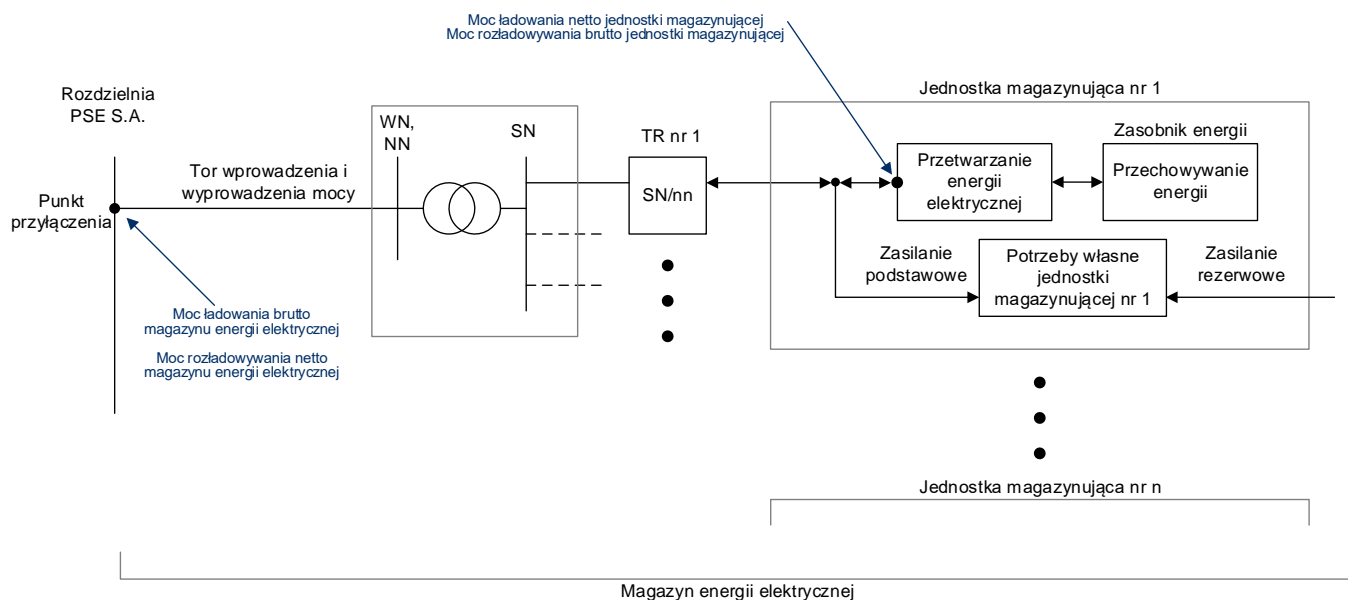 Moc ładowania netto jednostki magazynującej
Moc rozładowywania brutto jednostki magazynującej
Jednostka magazynująca nr 1
Rozdzielnia
PSE S.A.
WN,
NN
SN
TR nr 1
Zasobnik energii
Tor wprowadzenia i
wyprowadzenia mocy
SN/nn
Przetwarzanie
energii
elektrycznej
Przechowywanie
energii
Punkt
przyłączenia
Zasilanie
podstawowe
Potrzeby własne
jednostki
magazynującej nr 1
Zasilanie
rezerwowe
Moc ładowania brutto
magazynu energii elektrycznej
Moc rozładowywania netto
magazynu energii elektrycznej
Jednostka magazynująca nr n
Magazyn energii elektrycznej